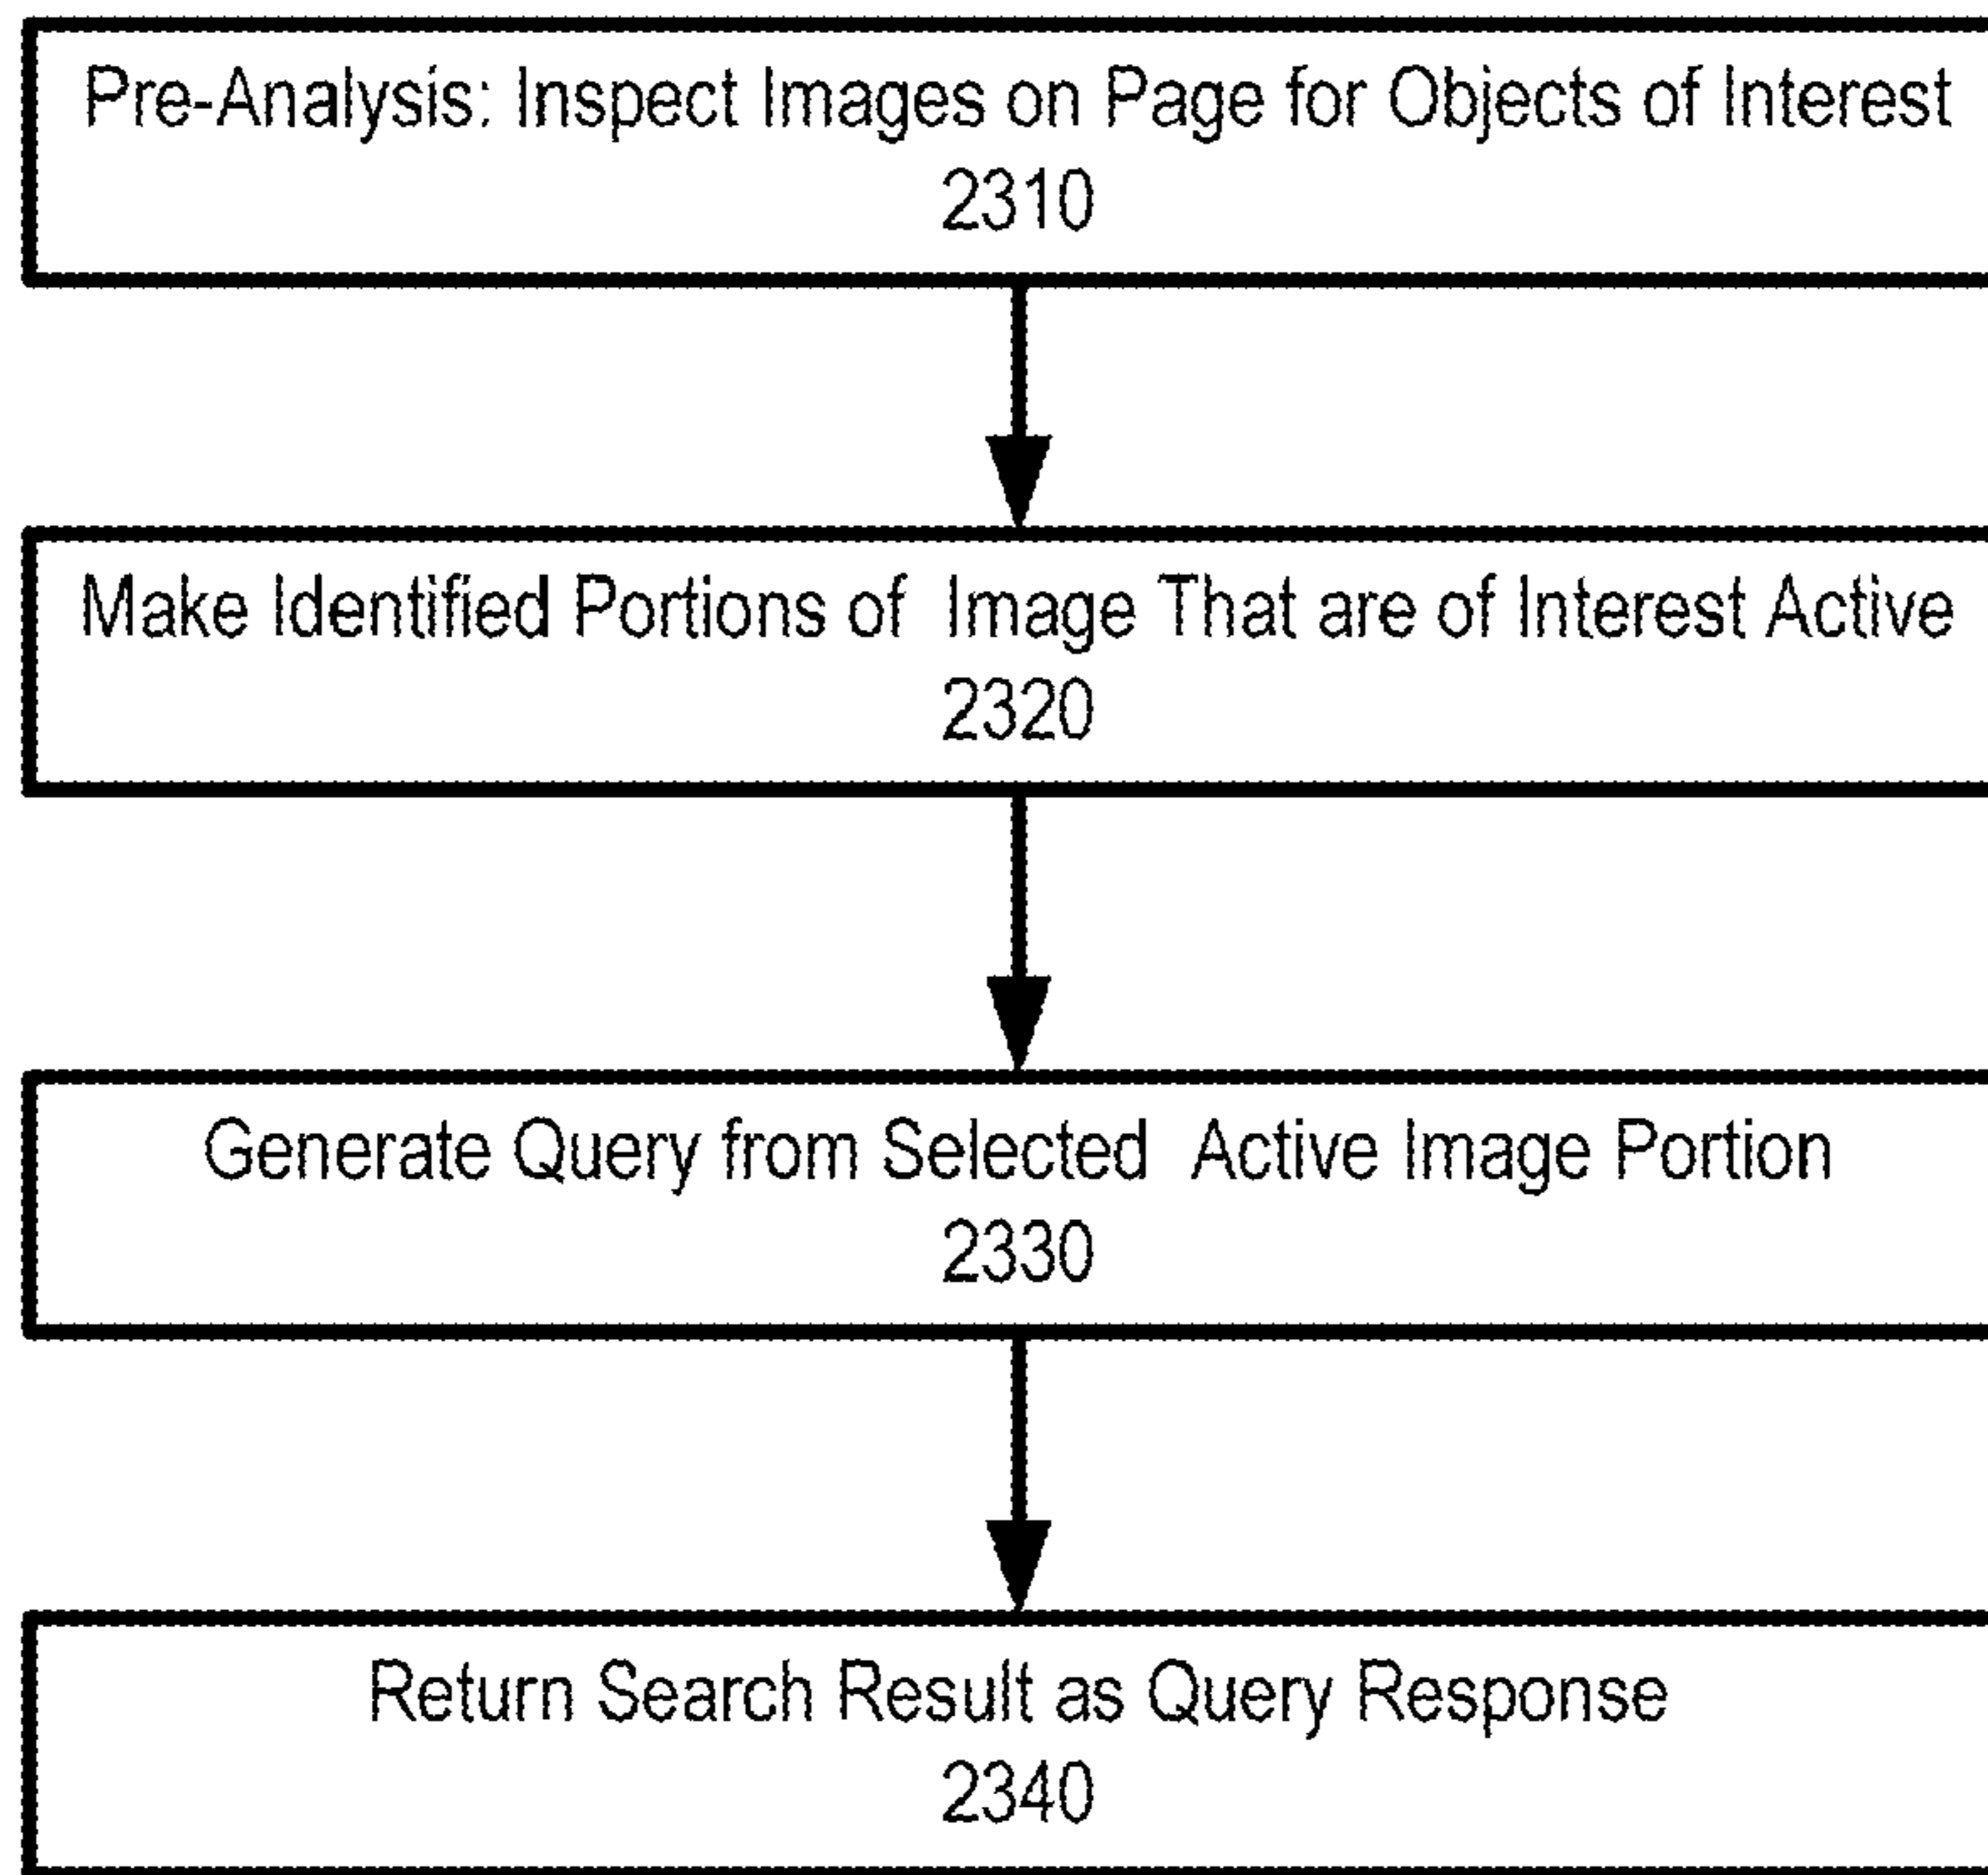 Pre-Analysis: Inspect Images on Page for Objects of Interest
2310
Make Identified Portions of Image That are of Interest Active
2320
Generate Query from Selected Active Image Portion
2330
Return Search Result as Query Response
2340